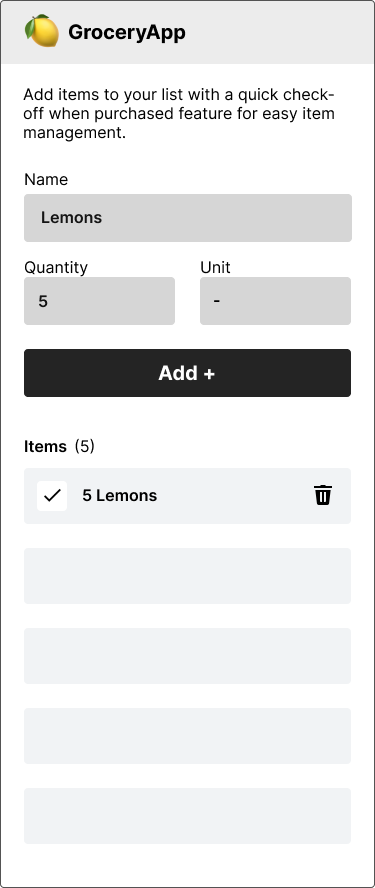 GroceryApp
Add items to your list with a quick check-
off when purchased feature for easy item
management.
Name
Lemons
Quantity
Unit
5
-
Add +
Items (5)
5 Lemons